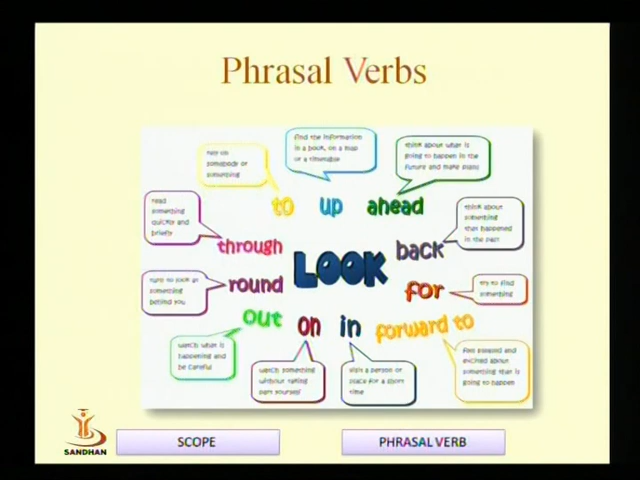 Phrasal Verbs
rely on
somebody or
something
find the information
in a book, on a map
or a timetable
think about what is
going to happen in the
future and make plans
to up ahead
read
something
quickly and
briefly
think about
something
that happened
in the past
through
back
LOOK
turn to look at
something
behind you
round
for
try to find
something
out
on
in
forward to
watch what is
happening and
be careful
watch something
without taking
part yourself
visit a person or
place for a short
time
feel pleased and
excited about
something that is
going to happen
SANDHAN
SCOPE
PHRASAL VERB